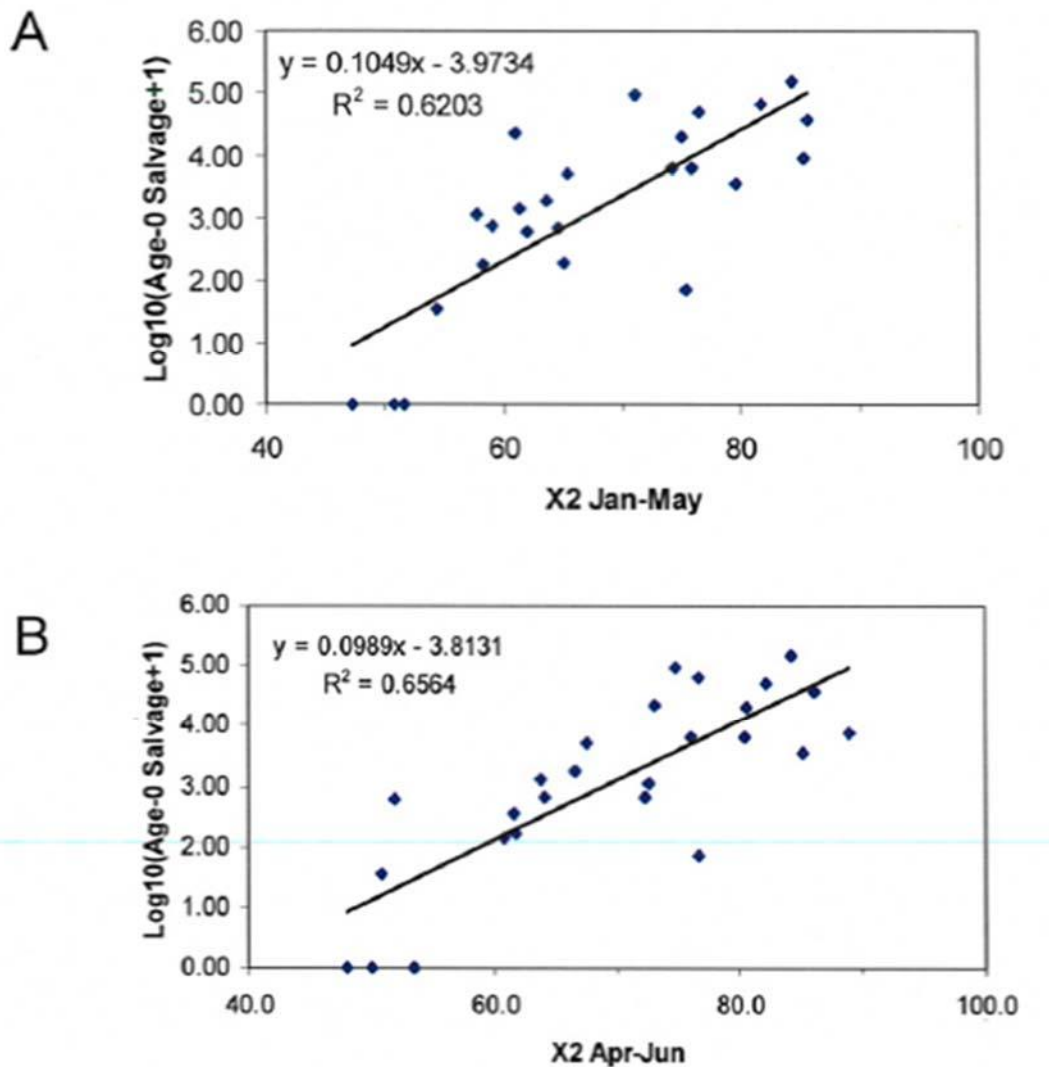 A
6.00
y = 0.1049x - 3.9734
R² = 0.6203
5.00
4.00
3.00
2.00
1.00
0.00
Log10(Age-0 Salvage+1)
40 60 80 100
X2 Jan-May
B
6.00
y = 0.0989x - 3.8131
R² = 0.6564
5.00
4.00
3.00
2.00
1.00
0.00
Log10(Age-0 Salvage+1)
40.0 60.0 80.0 100.0
X2 Apr-Jun